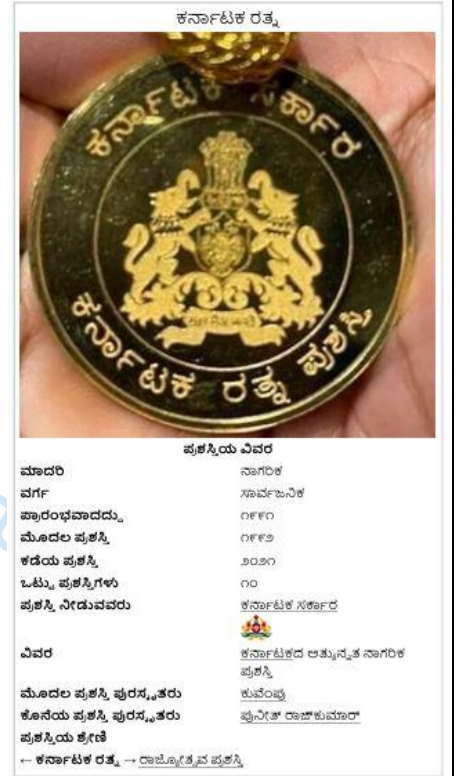 ಕರ್ನಾಟಕ ರತ್ನ
ಕರ್ನಾಟಕ ಸರ್ಕಾರ
ಕರ್ನಾಟಕ ರತ್ನ ಪ್ರಶಸ್ತಿ
ಪ್ರಶಸ್ತಿಯ ವಿವರ
ಮಾದರಿ ನಾಗರಿಕ
ವರ್ಗ ಸಾರ್ವಜನಿಕ
ಪ್ರಾರಂಭವಾದದ್ದು ೧೯೯೧
ಮೊದಲ ಪ್ರಶಸ್ತಿ ೧೯೯೨
ಕಡೆಯ ಪ್ರಶಸ್ತಿ ೨೦೨೧
ಒಟ್ಟು ಪ್ರಶಸ್ತಿಗಳು ೧೦
ಪ್ರಶಸ್ತಿ ನೀಡುವವರು ಕರ್ನಾಟಕ ಸರ್ಕಾರ
ವಿವರ ಕರ್ನಾಟಕದ ಅತ್ಯುನ್ನತ ನಾಗರಿಕ
ಪ್ರಶಸ್ತಿ
ಮೊದಲ ಪ್ರಶಸ್ತಿ ಪುರಸ್ಕೃತರು ಕುವೆಂಪು
ಕೊನೆಯ ಪ್ರಶಸ್ತಿ ಪುರಸ್ಕೃತರು ಪುನೀತ್ ರಾಜ್‌ಕುಮಾರ್
ಪ್ರಶಸ್ತಿಯ ಶ್ರೇಣಿ
← ಕರ್ನಾಟಕ ರತ್ನ → ರಾಜ್ಯೋತ್ಸವ ಪ್ರಶಸ್ತಿ